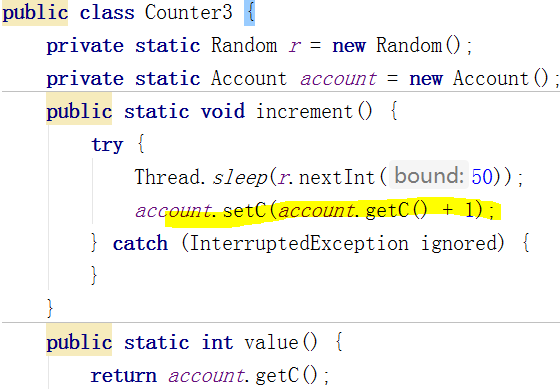 public class Counter3 {
private static Random r = new Random();
private static Account account = new Account();
public static void increment() {
try {
Thread.sleep(r.nextInt( bound: 50));
account.setC(account.getC() + 1);
} catch (InterruptedException ignored) {
}
}
public static int value() {
return account.getC();